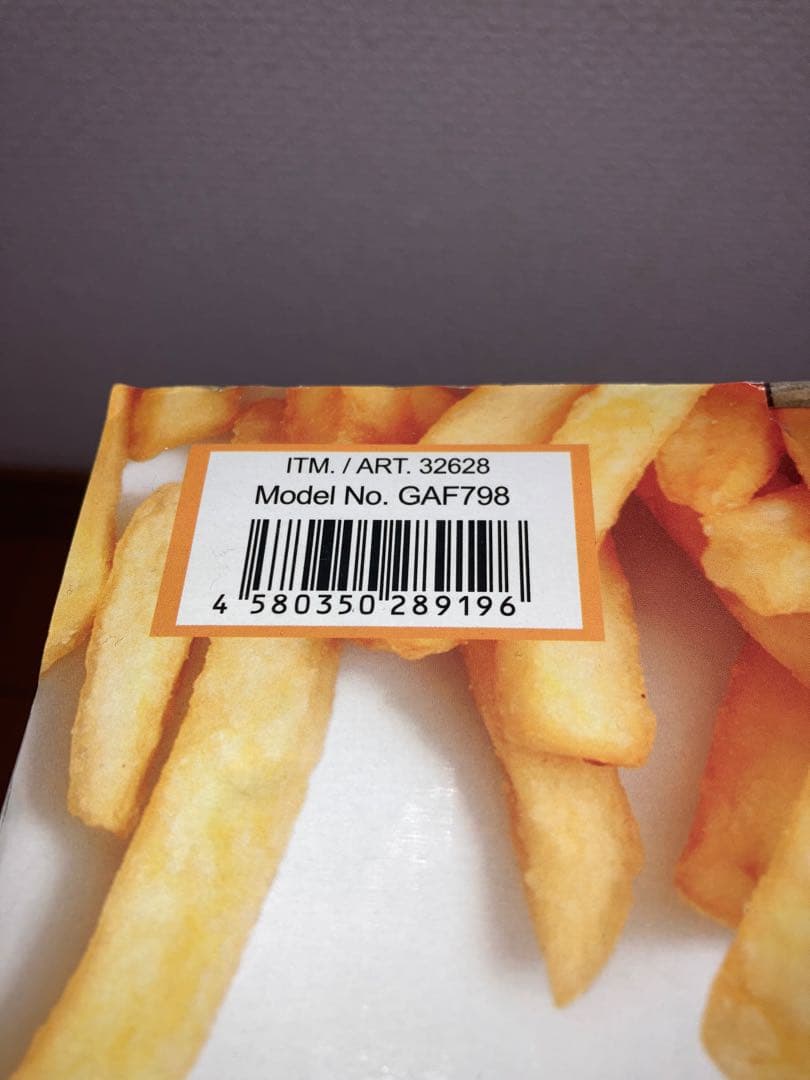 ITM. / ART. 32628
Model No. GAF798
4 580350 289196